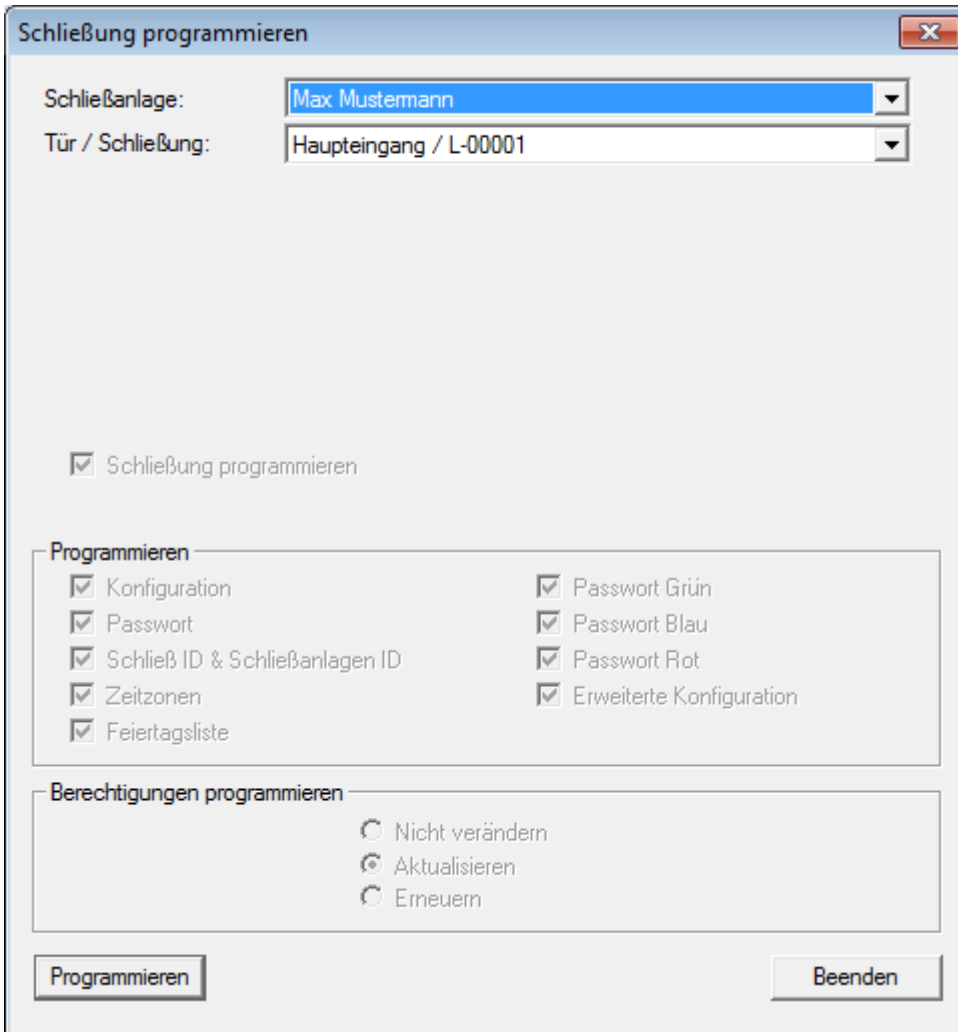 Schließung programmieren
Schließanlage: Max Mustermann
Tür / Schließung: Haupteingang / L-00001
Schließung programmieren
Programmieren
Konfiguration Passwort Grün
Passwort Passwort Blau
Schließ ID & Schließanlagen ID Passwort Rot
Zeitzonen Erweiterte Konfiguration
Feiertagsliste
Berechtigungen programmieren
Nicht verändern
Aktualisieren
Erneuern
Programmieren Beenden